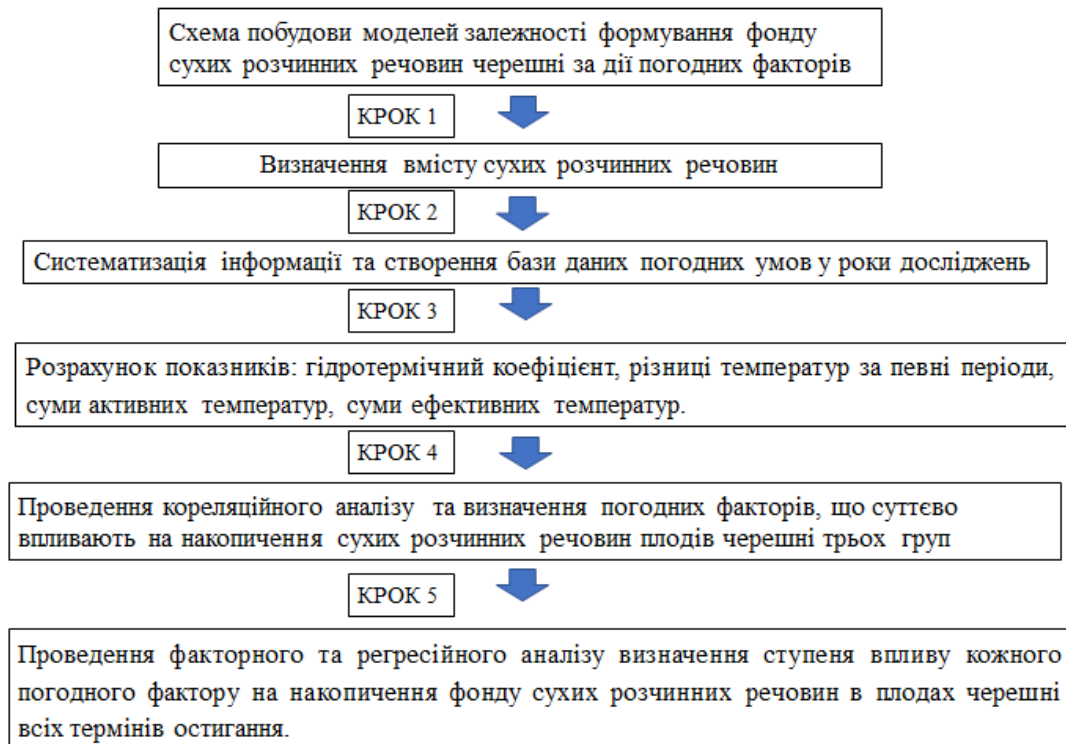 Схема побудови моделей залежності формування фонду
сухих розчинних речовин черешні за дії погодних факторів
КРОК 1
Визначення вмісту сухих розчинних речовин
КРОК 2
Систематизація інформації та створення бази даних погодних умов у роки досліджень
КРОК 3
Розрахунок показників: гідротермічний коефіцієнт, різниці температур за певні періоди,
суми активних температур, суми ефективних температур.
КРОК 4
Проведення кореляційного аналізу та визначення погодних факторів, що суттєво
впливають на накопичення сухих розчинних речовин плодів черешні трьох груп
КРОК 5
Проведення факторного та регресійного аналізу визначення ступеня впливу кожного
погодного фактору на накопичення фонду сухих розчинних речовин в плодах черешні
всіх термінів остигання.